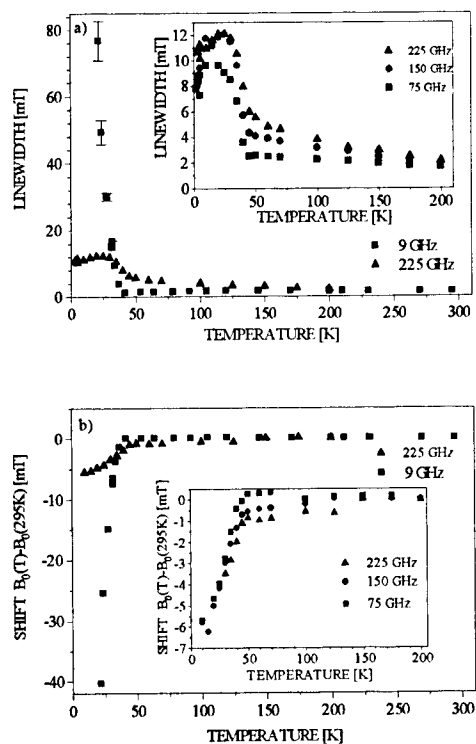 a)
LINEWIDTH [mT]
80
60
40
20
0
LINEWIDTH [mT]
12
10
8
6
4
2
0
225 GHz
150 GHz
75 GHz
0 50 100 150 200
TEMPERATURE [K]
9 GHz
225 GHz
0 50 100 150 200 250 300
TEMPERATURE [K]
b)
SHIFT B₀(T)-B₀(295K) [mT]
0
-10
-20
-30
-40
225 GHz
9 GHz
SHIFT B₀(T)-B₀(295K) [mT]
0
-1
-2
-3
-4
-5
-6
-7
225 GHz
150 GHz
75 GHz
0 50 100 150 200
TEMPERATURE [K]
0 50 100 150 200 250 300
TEMPERATURE [K]